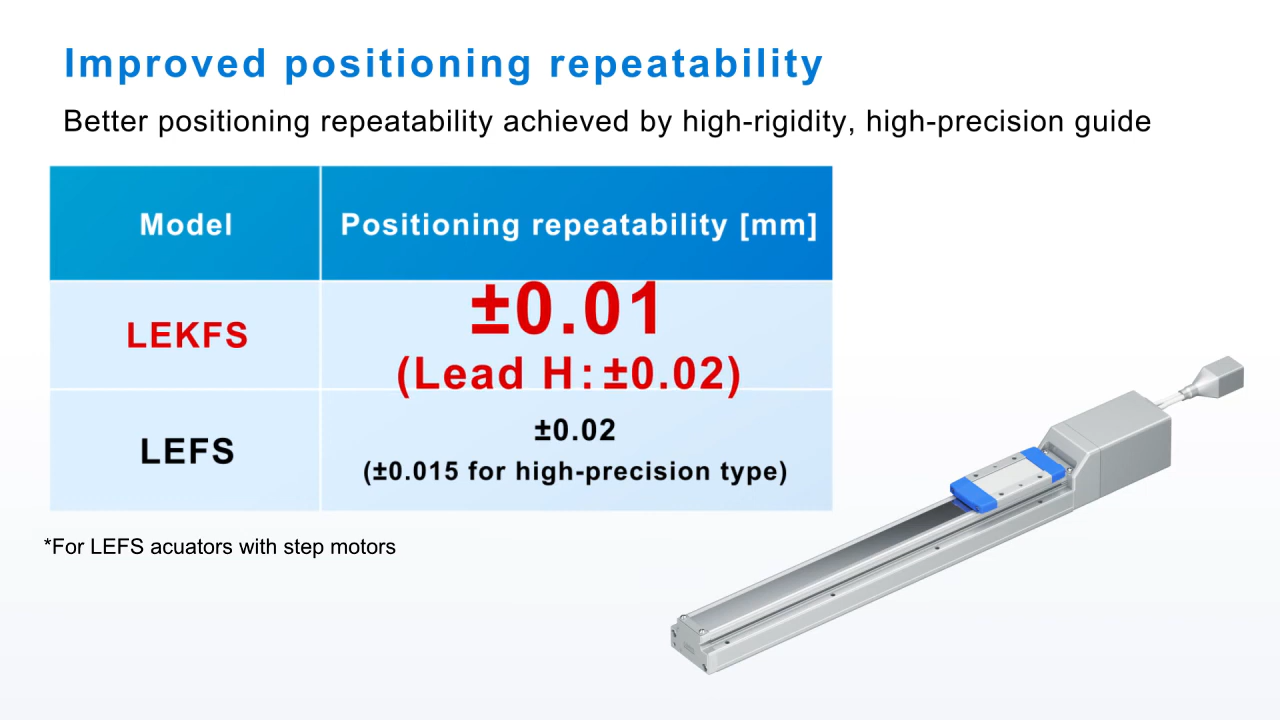 Improved positioning repeatability
Better positioning repeatability achieved by high-rigidity, high-precision guide
Model
Positioning repeatability [mm]
LEKFS
±0.01
(Lead H:±0.02)
LEFS
±0.02
(±0.015 for high-precision type)
*For LEFS acuators with step motors